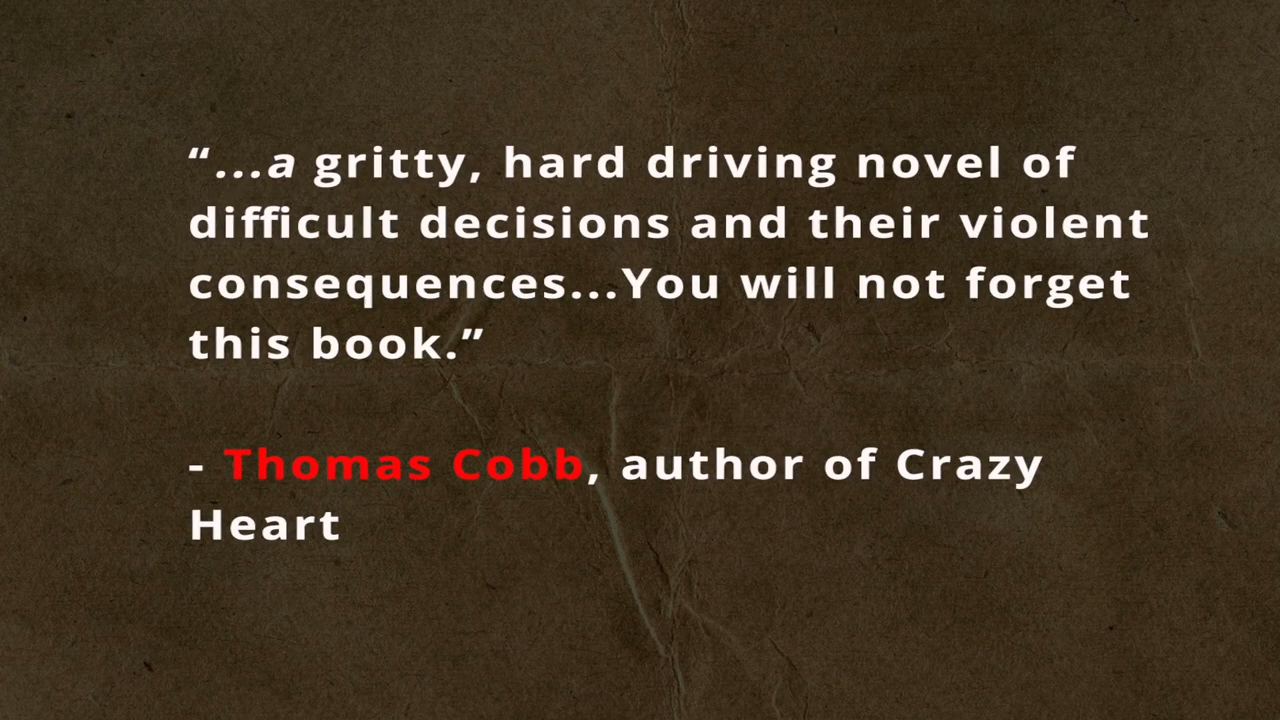 “...a gritty, hard driving novel of
difficult decisions and their violent
consequences...You will not forget
this book.”
- Thomas Cobb, author of Crazy
Heart